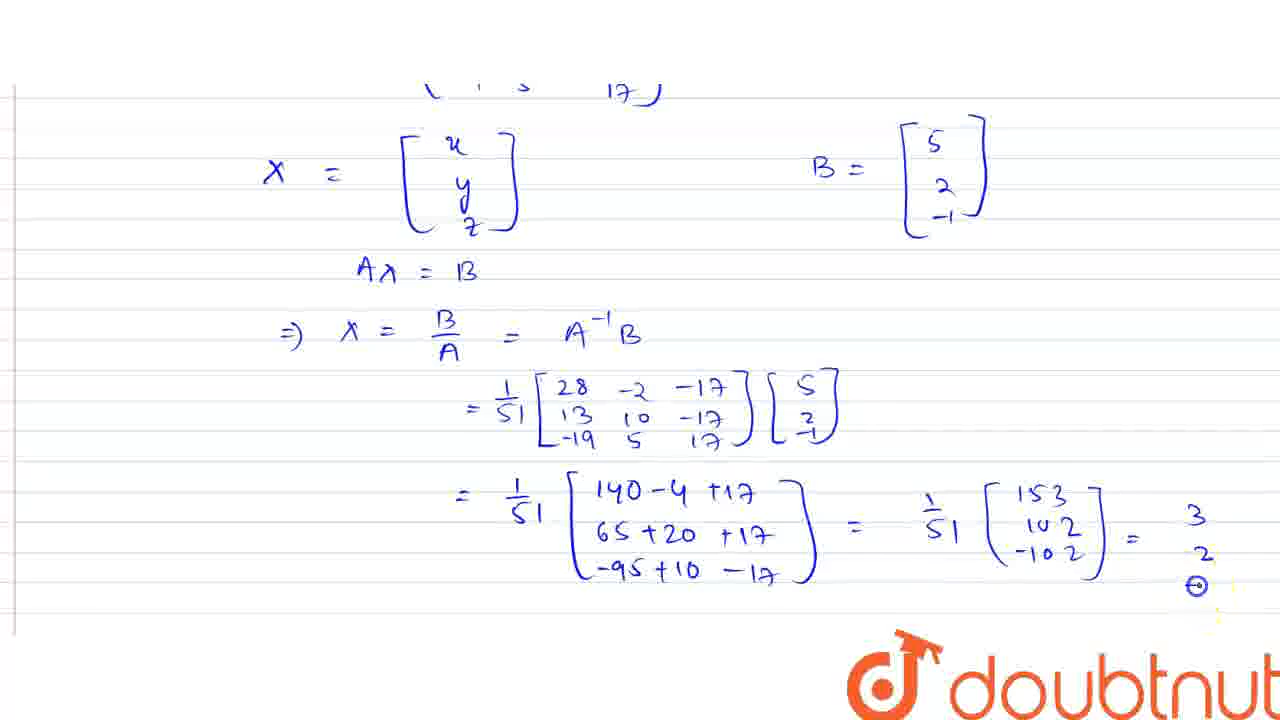 17
X = [ x
y
z ]
B = [ 5
2
-1 ]
AX = B
=) X = B/A = A⁻¹B
= 1/51 [ 28 -2 -17
13 10 -17
-19 5 17 ] [ 5
2
-1 ]
= 1/51 [ 140 - 4 + 17
65 + 20 + 17
-95 + 10 - 17 ] = 1/51 [ 153
102
-102 ] = 3
2
doubtnut